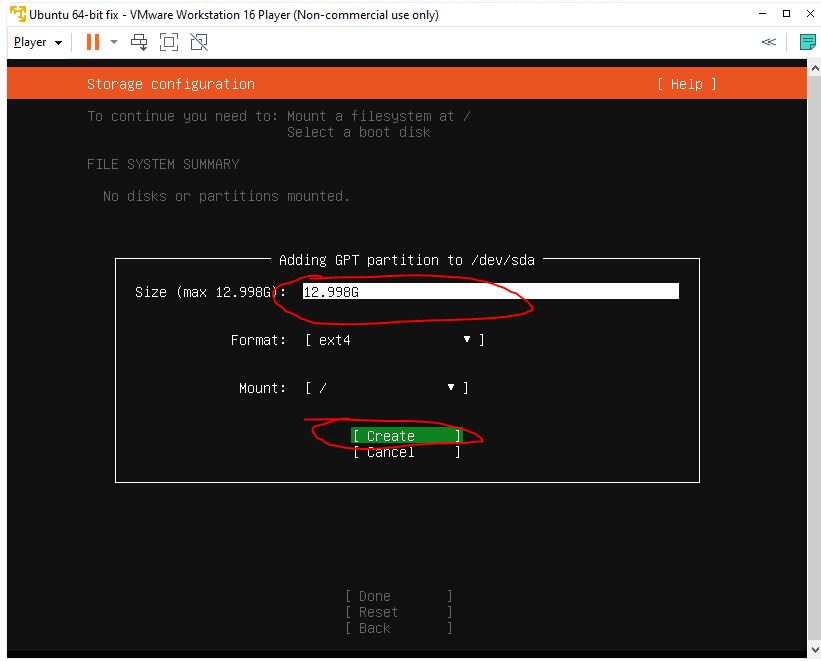 Ubuntu 64-bit fix - VMware Workstation 16 Player (Non-commercial use only)
Player
Storage configuration [ Help ]
To continue you need to: Mount a filesystem at /
Select a boot disk
FILE SYSTEM SUMMARY
No disks or partitions mounted.
Adding GPT partition to /dev/sda
Size (max 12.998G): 12.998G
Format: [ ext4 ▾ ]
Mount: [ / ▾ ]
[ Create ]
[ Cancel ]
[ Done ]
[ Reset ]
[ Back ]